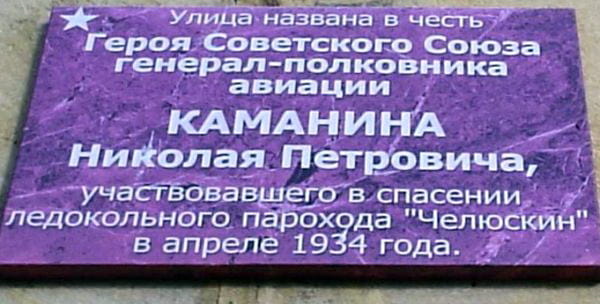 Улица названа в честь
Героя Советского Союза
генерал-полковника
авиации
КАМАНИНА
Николая Петровича,
участвовавшего в спасении
ледокольного парохода "Челюскин"
в апреле 1934 года.